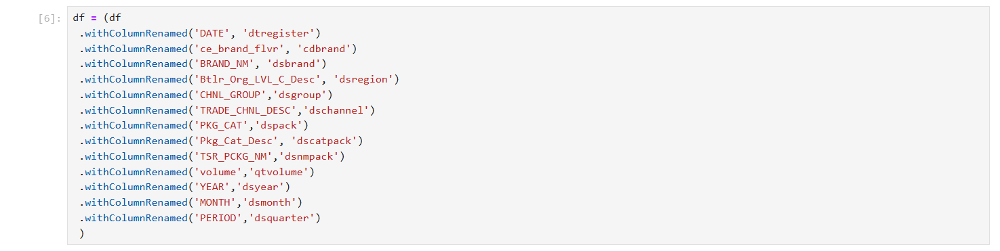 [6]: df = (df
.withColumnRenamed('DATE', 'dtregister')
.withColumnRenamed('ce_brand_flvr', 'cdbrand')
.withColumnRenamed('BRAND_NM', 'dsbrand')
.withColumnRenamed('Btlr_Org_LVL_C_Desc', 'dsregion')
.withColumnRenamed('CHNL_GROUP','dsgroup')
.withColumnRenamed('TRADE_CHNL_DESC','dschannel')
.withColumnRenamed('PKG_CAT','dspack')
.withColumnRenamed('Pkg_Cat_Desc', 'dscatpack')
.withColumnRenamed('TSR_PCKG_NM','dsnmpack')
.withColumnRenamed('volume','qtvolume')
.withColumnRenamed('YEAR','dsyear')
.withColumnRenamed('MONTH','dsmonth')
.withColumnRenamed('PERIOD','dsquarter')
)